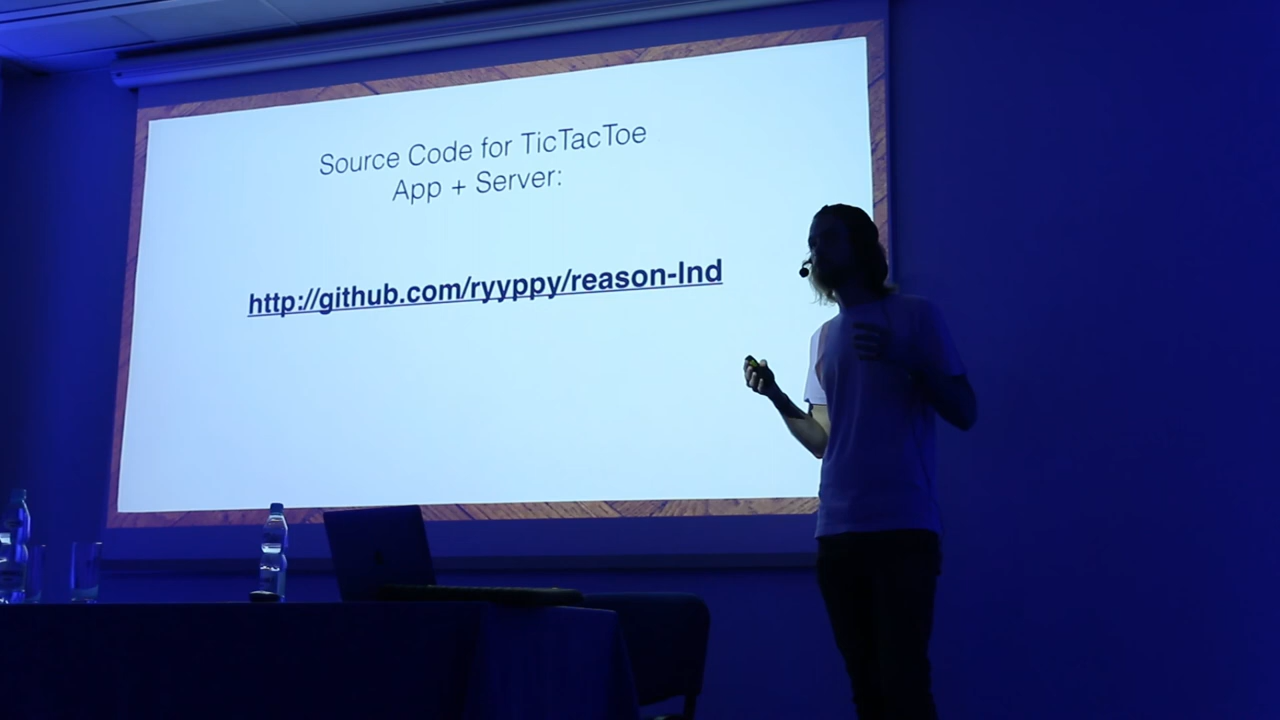 Source Code for TicTacToe
App + Server:
http://github.com/ryyppy/reason-lnd